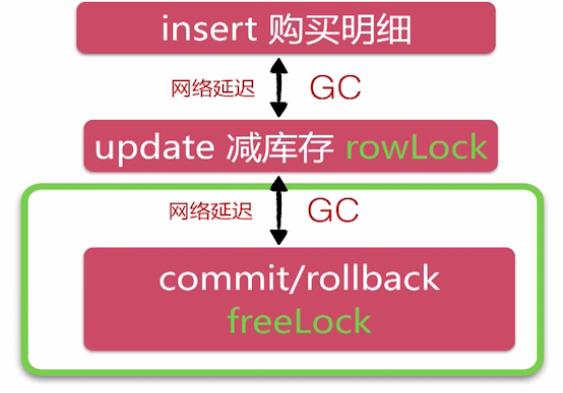 insert 购买明细
网络延迟 GC
update 减库存 rowLock
网络延迟 GC
commit/rollback
freeLock